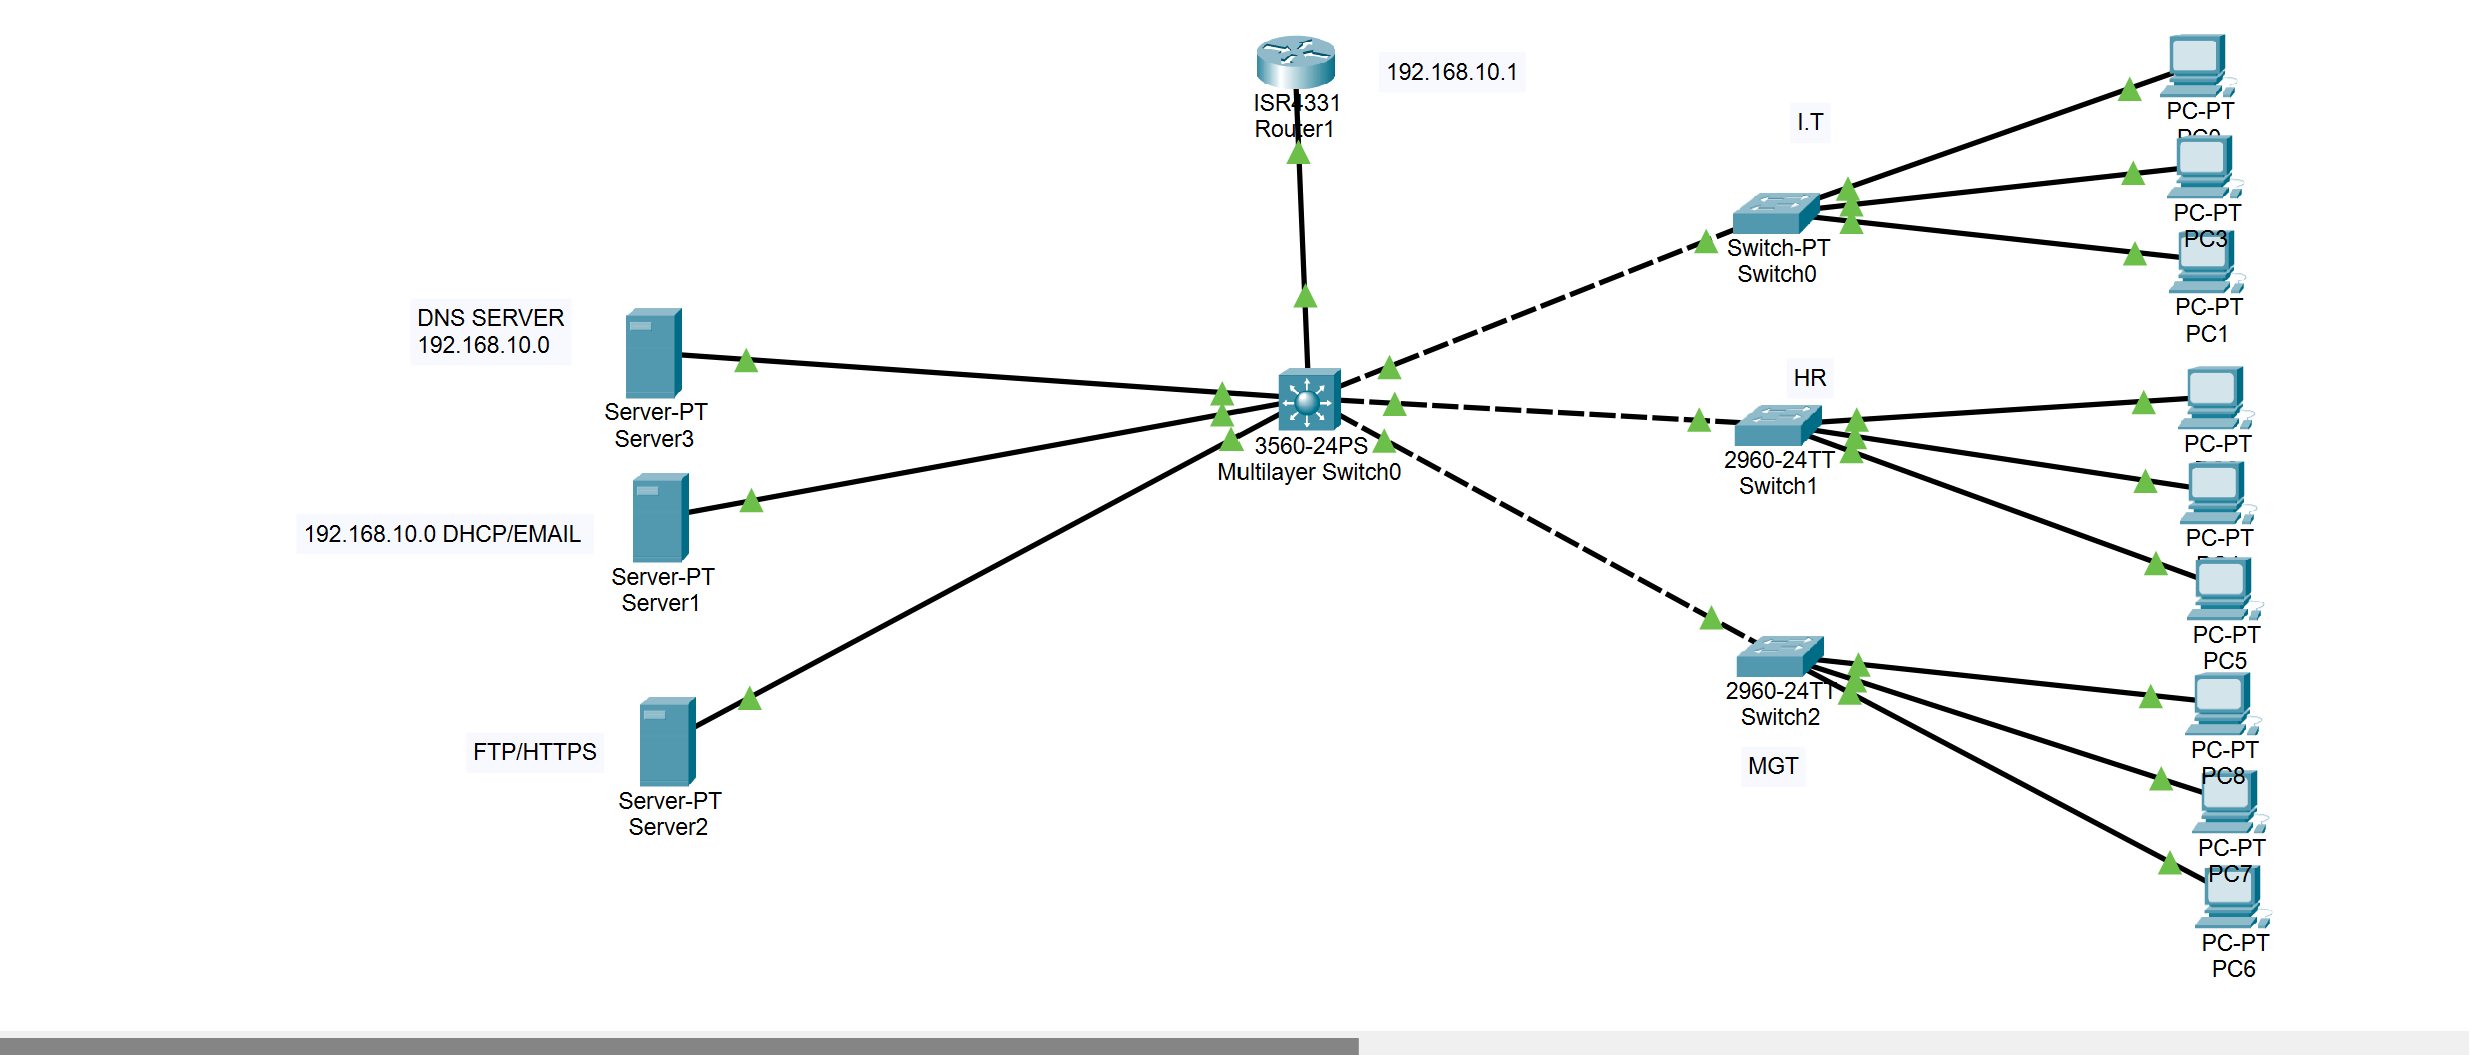 ISR4331
Router1
192.168.10.1
I.T
PC-PT
PC0
PC-PT
PC3
PC-PT
PC1
Switch-PT
Switch0
DNS SERVER
192.168.10.0
Server-PT
Server3
3560-24PS
Multilayer Switch0
HR
2960-24TT
Switch1
PC-PT
PC-PT
PC-PT
PC5
192.168.10.0 DHCP/EMAIL
Server-PT
Server1
2960-24TT
Switch2
MGT
PC-PT
PC8
PC-PT
PC7
PC-PT
PC6
FTP/HTTPS
Server-PT
Server2